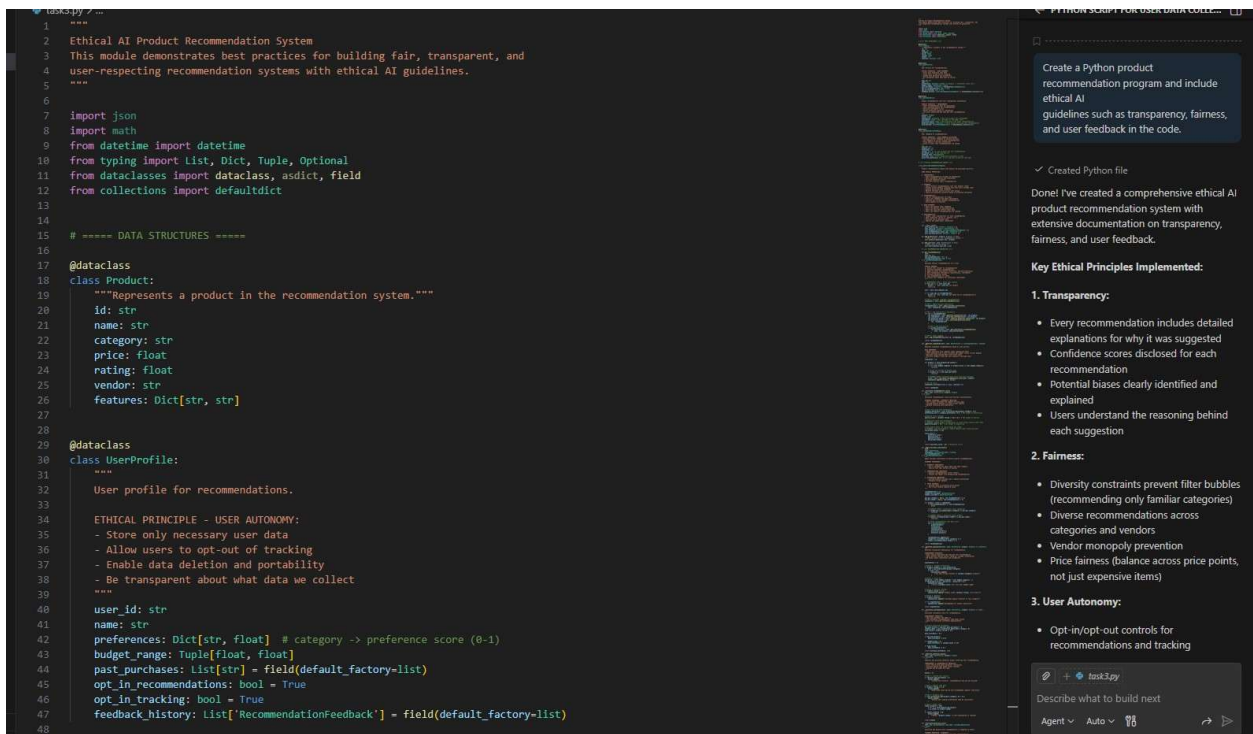 task3.py > ...
1 """
2 Ethical AI Product Recommendation System
3 This module demonstrates best practices for building fair, transparent, and
4 user-respecting recommendation systems with ethical AI guidelines.
5 """
6
7 import json
8 import math
9 from datetime import datetime
10 from typing import List, Dict, Tuple, Optional
11 from dataclasses import dataclass, asdict, field
12 from collections import defaultdict
13
14
15 # ===== DATA STRUCTURES =====
16
17 @dataclass
18 class Product:
19 """Represents a product in the recommendation system."""
20 id: str
21 name: str
22 category: str
23 price: float
24 rating: float
25 vendor: str
26 features: Dict[str, str]
27
28
29 @dataclass
30 class UserProfile:
31 """
32 User profile for recommendations.
33
34 ETHICAL PRINCIPLE - USER AUTONOMY:
35 - Store only necessary user data
36 - Allow users to opt-out of tracking
37 - Enable data deletion and portability
38 - Be transparent about what data we collect
39 """
40 user_id: str
41 name: str
42 preferences: Dict[str, float] # category -> preference score (0-1)
43 budget_range: Tuple[float, float]
44 past_purchases: List[str] = field(default_factory=list)
45 opt_in_recommendations: bool = True
46 opt_in_tracking: bool = True
47 feedback_history: List['RecommendationFeedback'] = field(default_factory=list)
48
PYTHON SCRIPT FOR USER DATA COLLE...
Create a Python product
recommendation program and include
ethical AI
guidelines such as transparency, fairness,
and user feedback in the code.
✓ Created Python file
Done! I've created a comprehensive ethical AI
product recommendation system with
extensive documentation on transparency,
fairness, and user feedback.
Key Ethical Principles Implemented:
1. Transparency:
• Every recommendation includes detailed
explanations for why it was suggested
• Confidence scores disclosed for each
recommendation
• Potential biases clearly identified and
explained
• Users understand the reasoning behind
each suggestion
2. Fairness:
• Diversity constraints prevent filter bubbles
(recommending only familiar categories)
• Diverse recommendations across
categories and vendors
• Vendor monopoly prevention
• Price fairness (balance across price points,
not just expensive items)
3. User Autonomy:
• Opt-in/opt-out controls for
recommendations and tracking
+ task3.py
Describe what to build next
Agent Auto